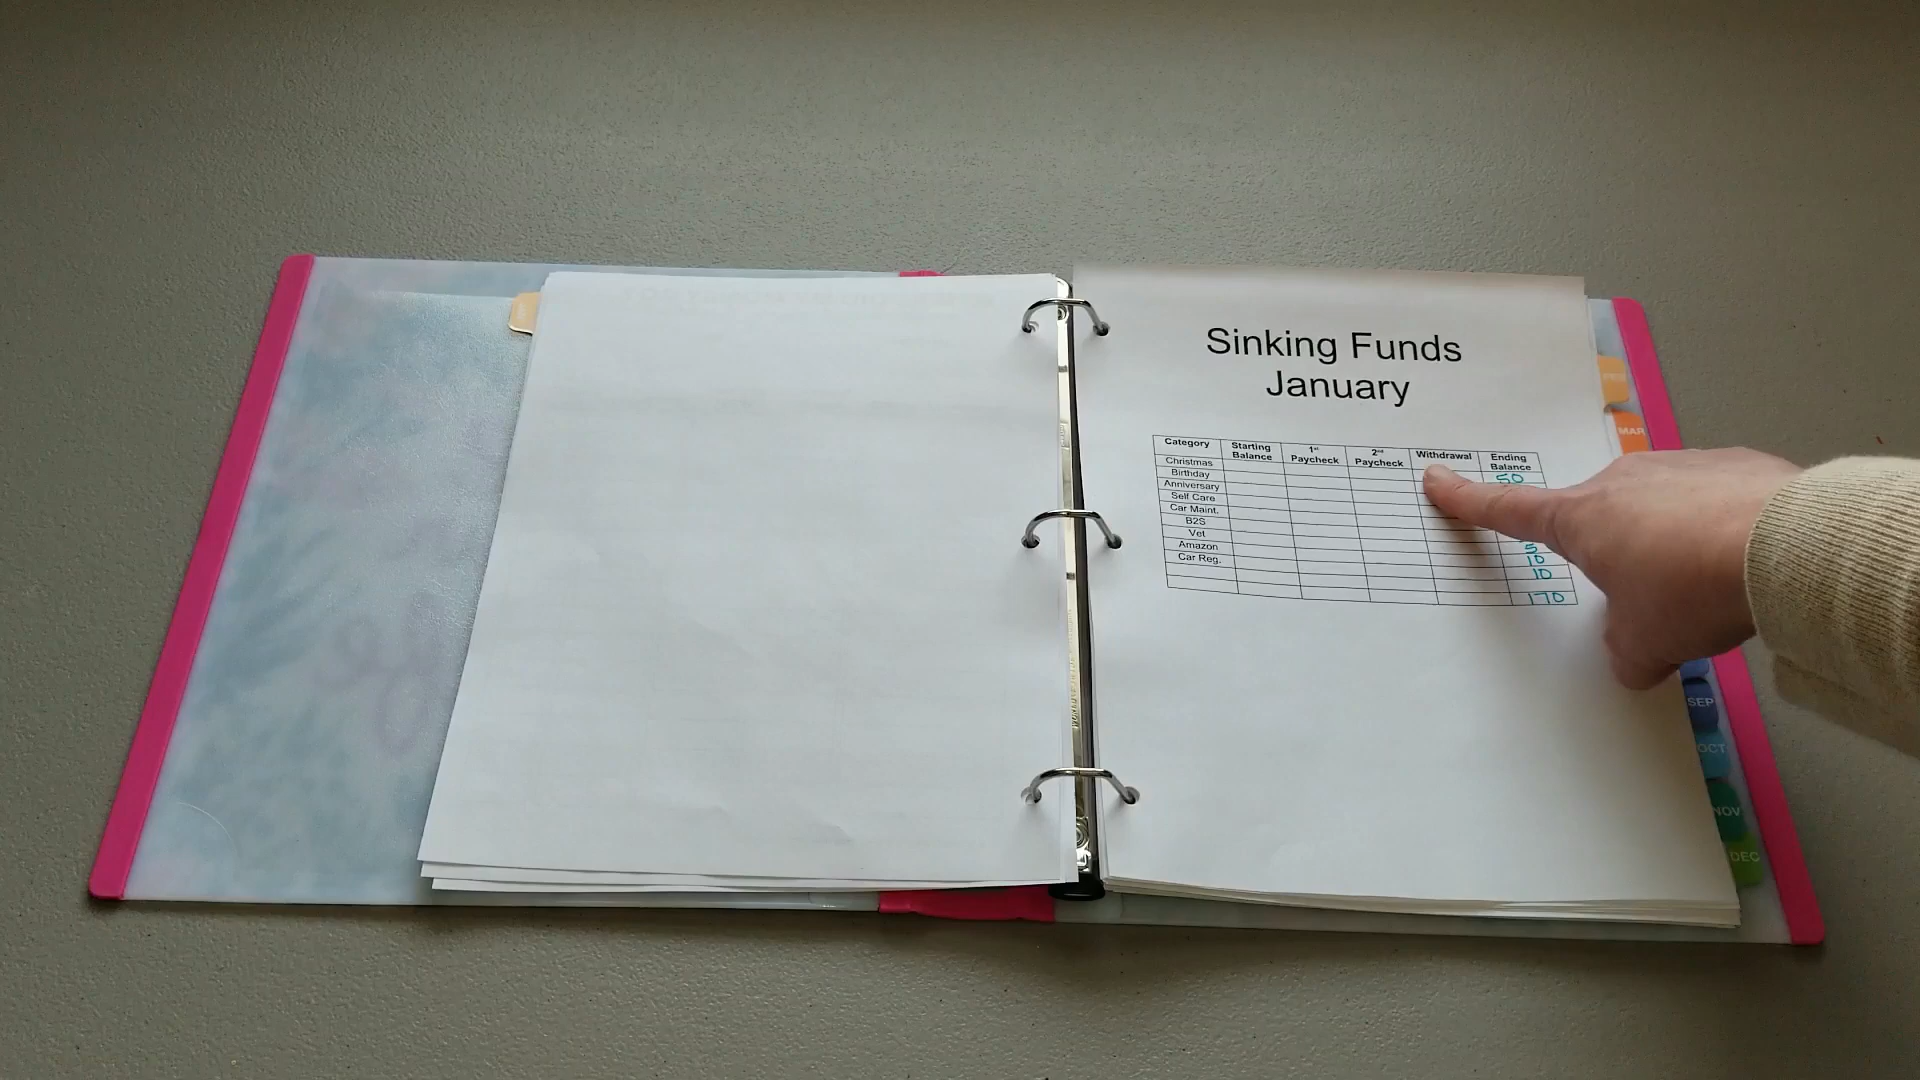 Sinking Funds
January
Category Starting Balance 1st Paycheck 2nd Paycheck Withdrawal Ending Balance
Christmas 50
Birthday
Anniversary
Self Care
Car Maint.
B2S
Vet 5
Amazon 10
Car Reg. 10
170
MAR
SEP
OCT
NOV
DEC